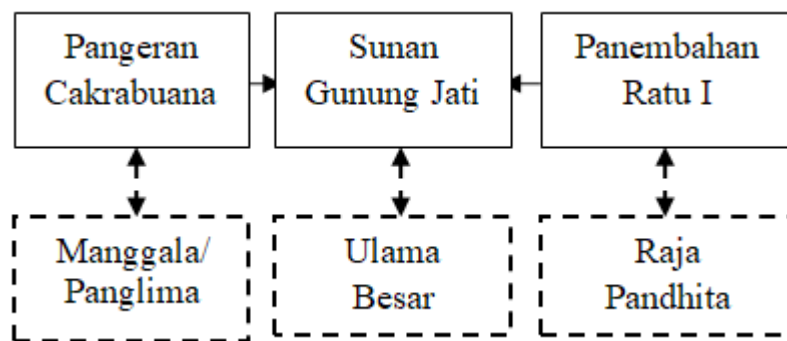 Pangeran
Cakrabuana
Sunan
Gunung Jati
Panembahan
Ratu I
Manggala/
Panglima
Ulama
Besar
Raja
Pandhita